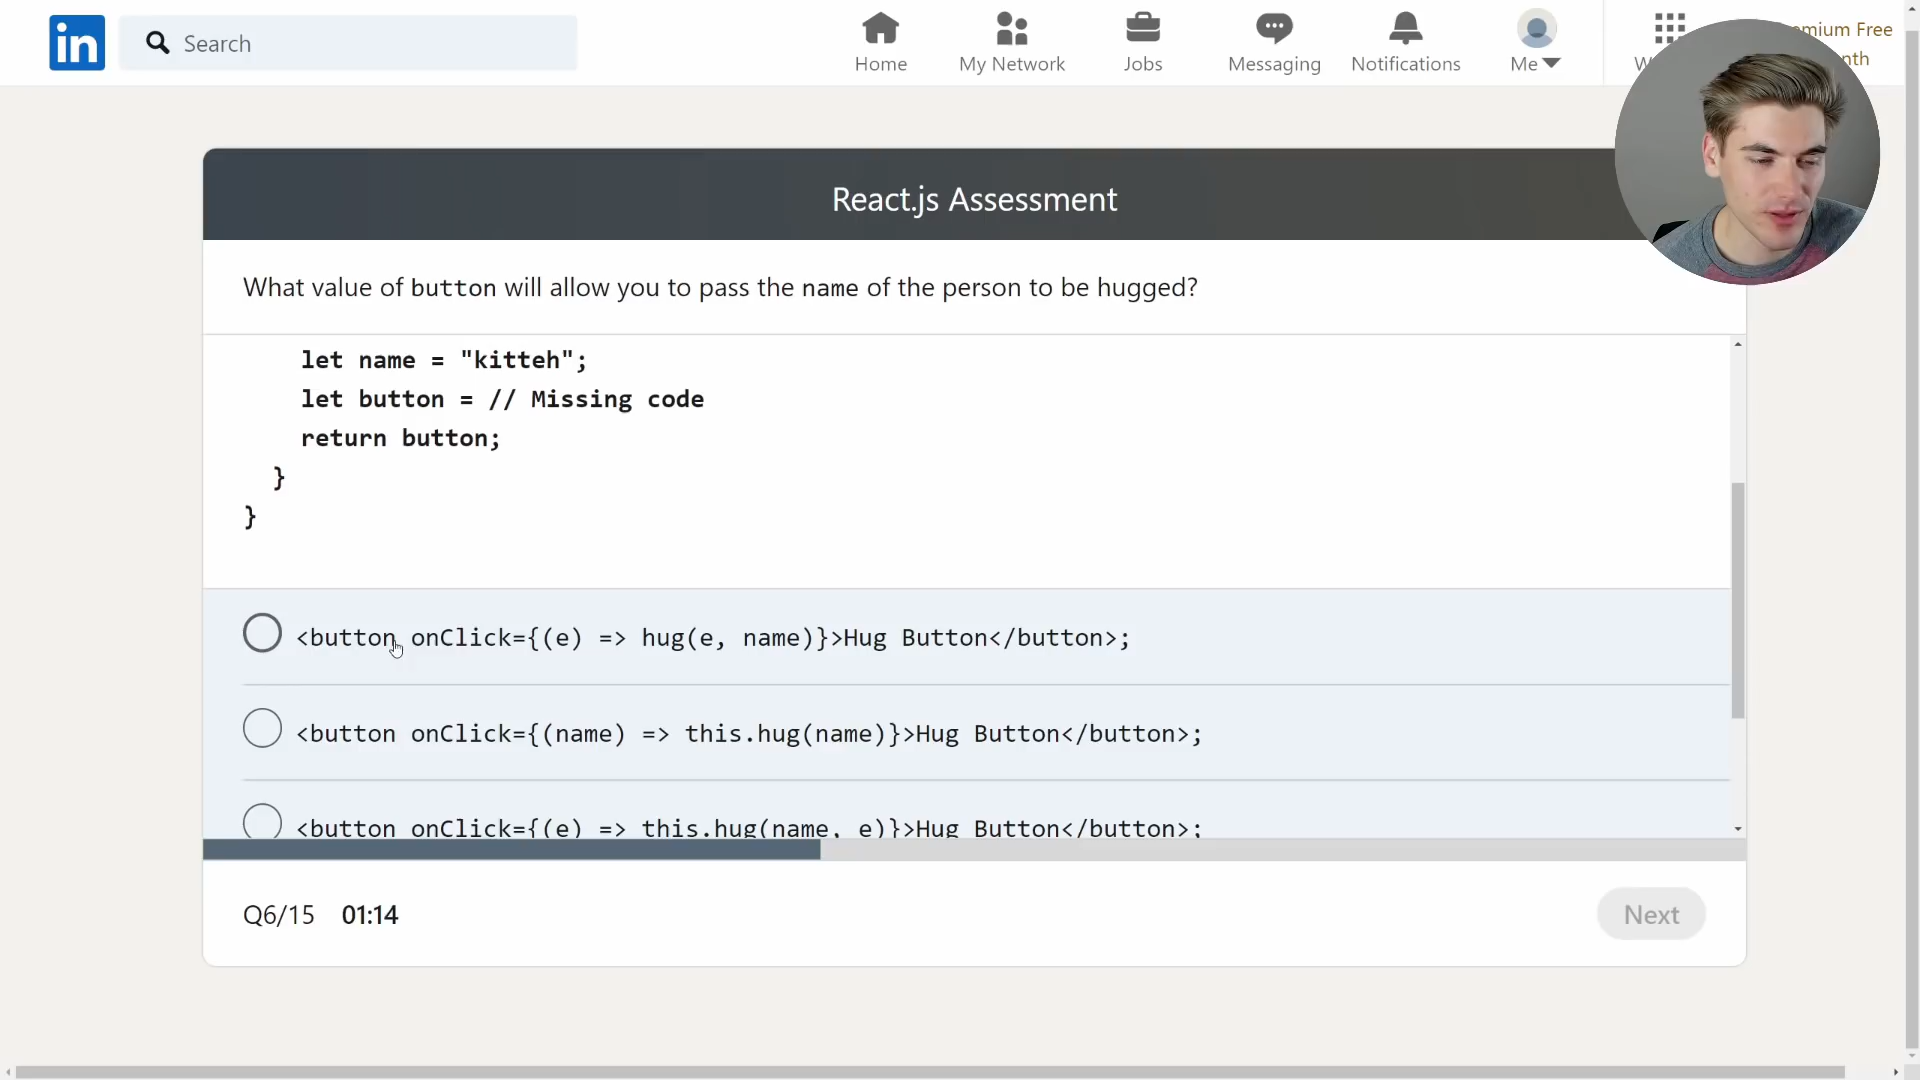 in
Search
Home
My Network
Jobs
Messaging
Notifications
Me
mium Free
nth
React.js Assessment
What value of button will allow you to pass the name of the person to be hugged?
let name = "kitteh";
let button = // Missing code
return button;
}
}
<button onClick={(e) => hug(e, name)}>Hug Button</button>;
<button onClick={(name) => this.hug(name)}>Hug Button</button>;
<button onClick={(e) => this.hug(name, e)}>Hug Button</button>;
Q6/15 01:14
Next